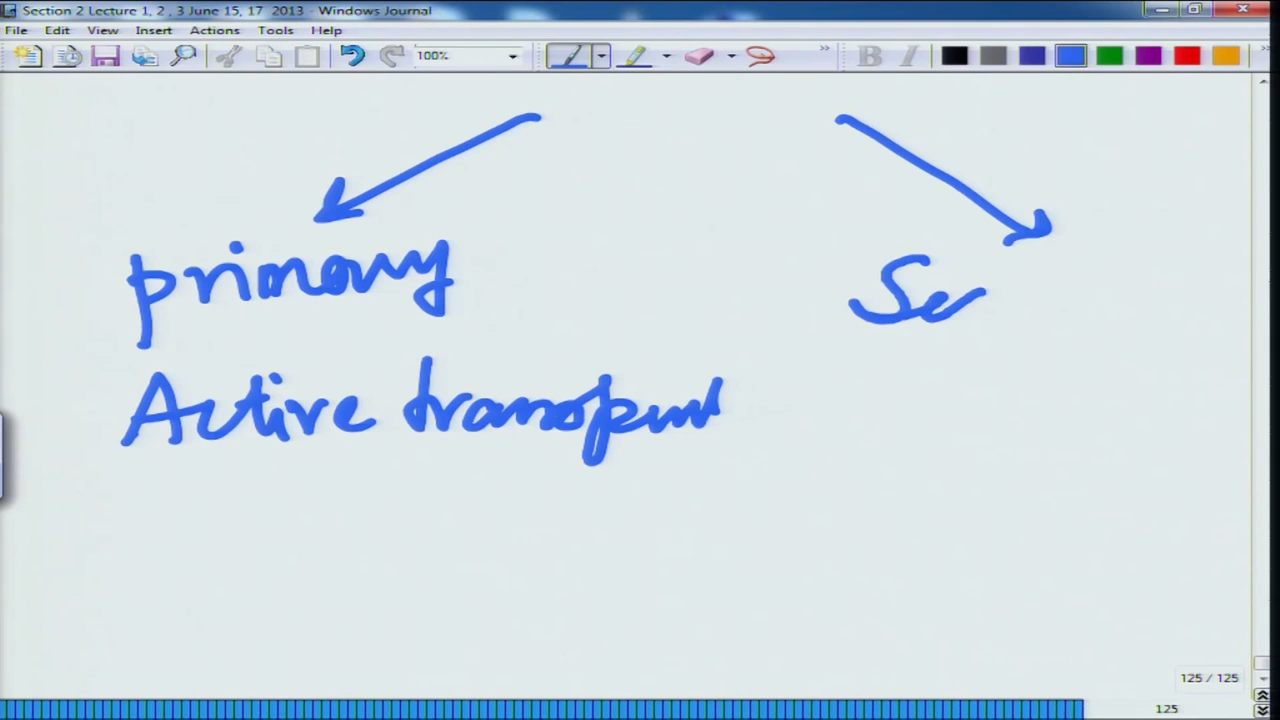 Section 2 Lecture 1, 2 , 3 June 15, 17 2013 - Windows Journal
File Edit View Insert Actions Tools Help
100% B I
primary Se
Active transport
125 / 125
125